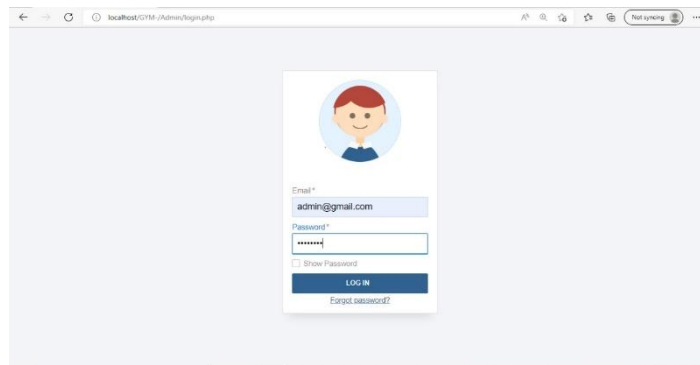 localhost/GYM-/Admin/login.php
Not syncing
Email *
admin@gmail.com
Password *
••••••••
Show Password
LOG IN
Forgot password?